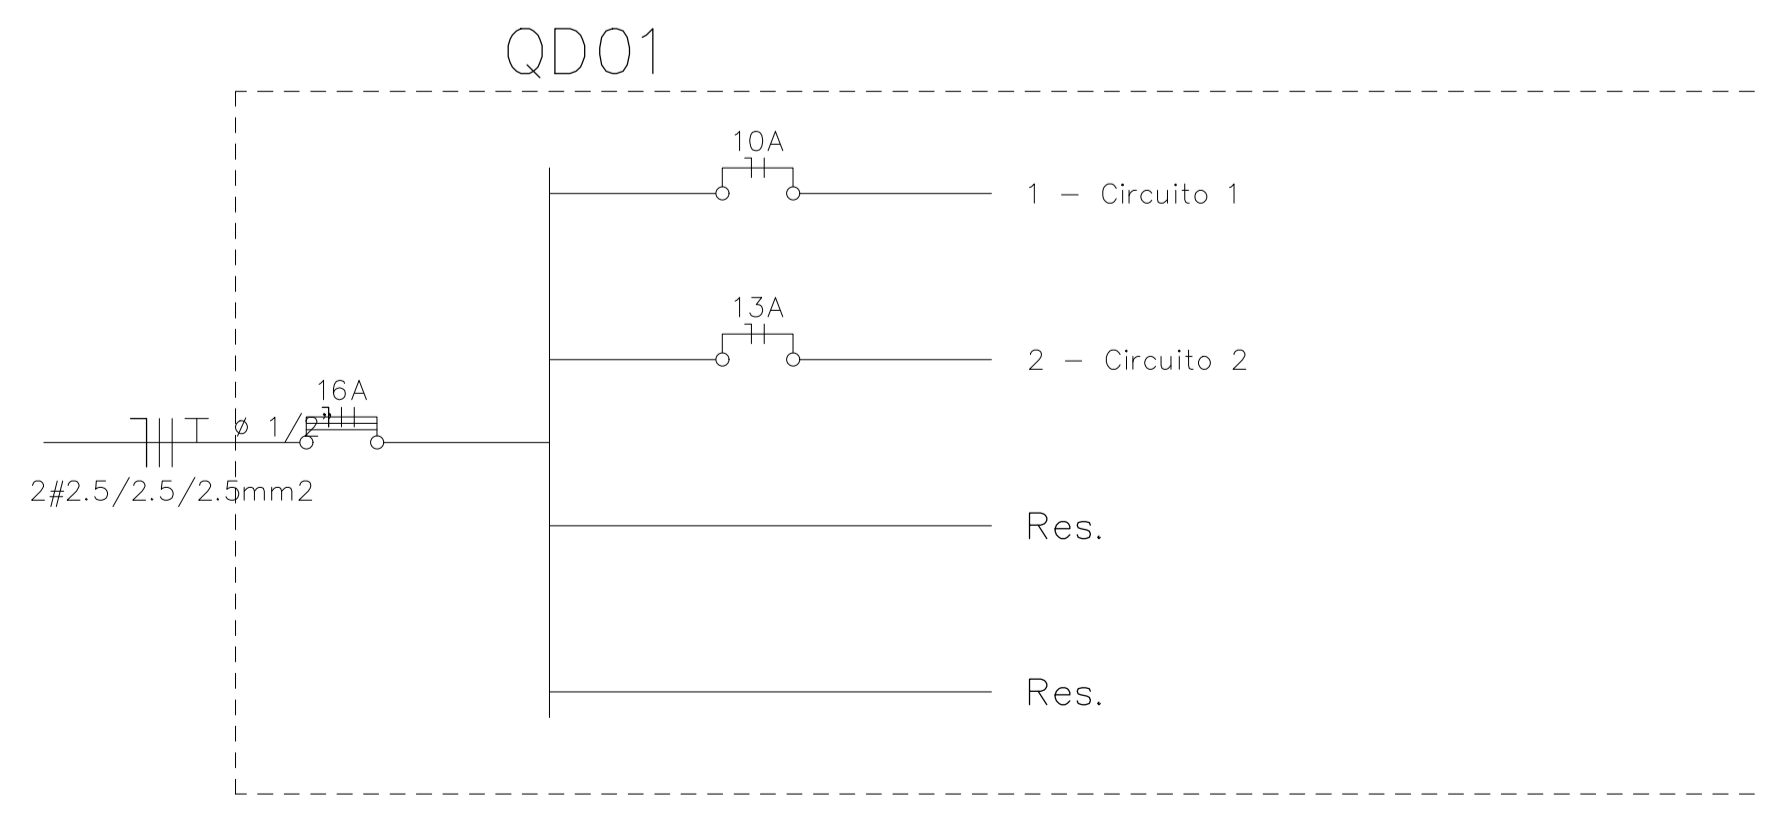 QD01
10A
1 - Circuito 1
13A
2 - Circuito 2
16A
ø 1/2"
2#2.5/2.5/2.5mm2
Res.
Res.